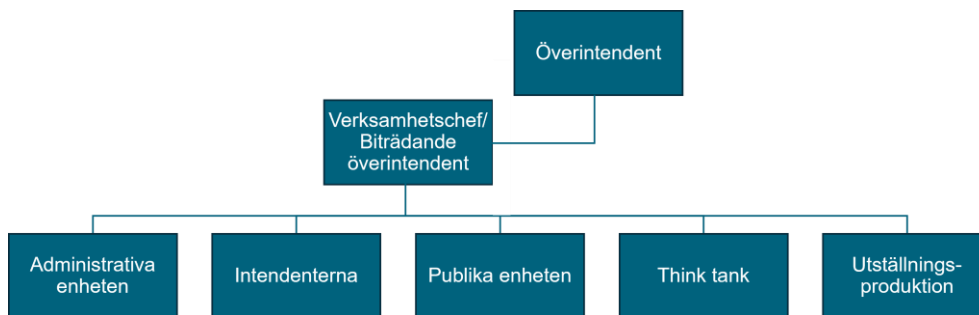 Överintendent
Verksamhetschef/
Biträdande
överintendent
Administrativa
enheten
Intendenterna
Publika enheten
Think tank
Utställnings-
produktion